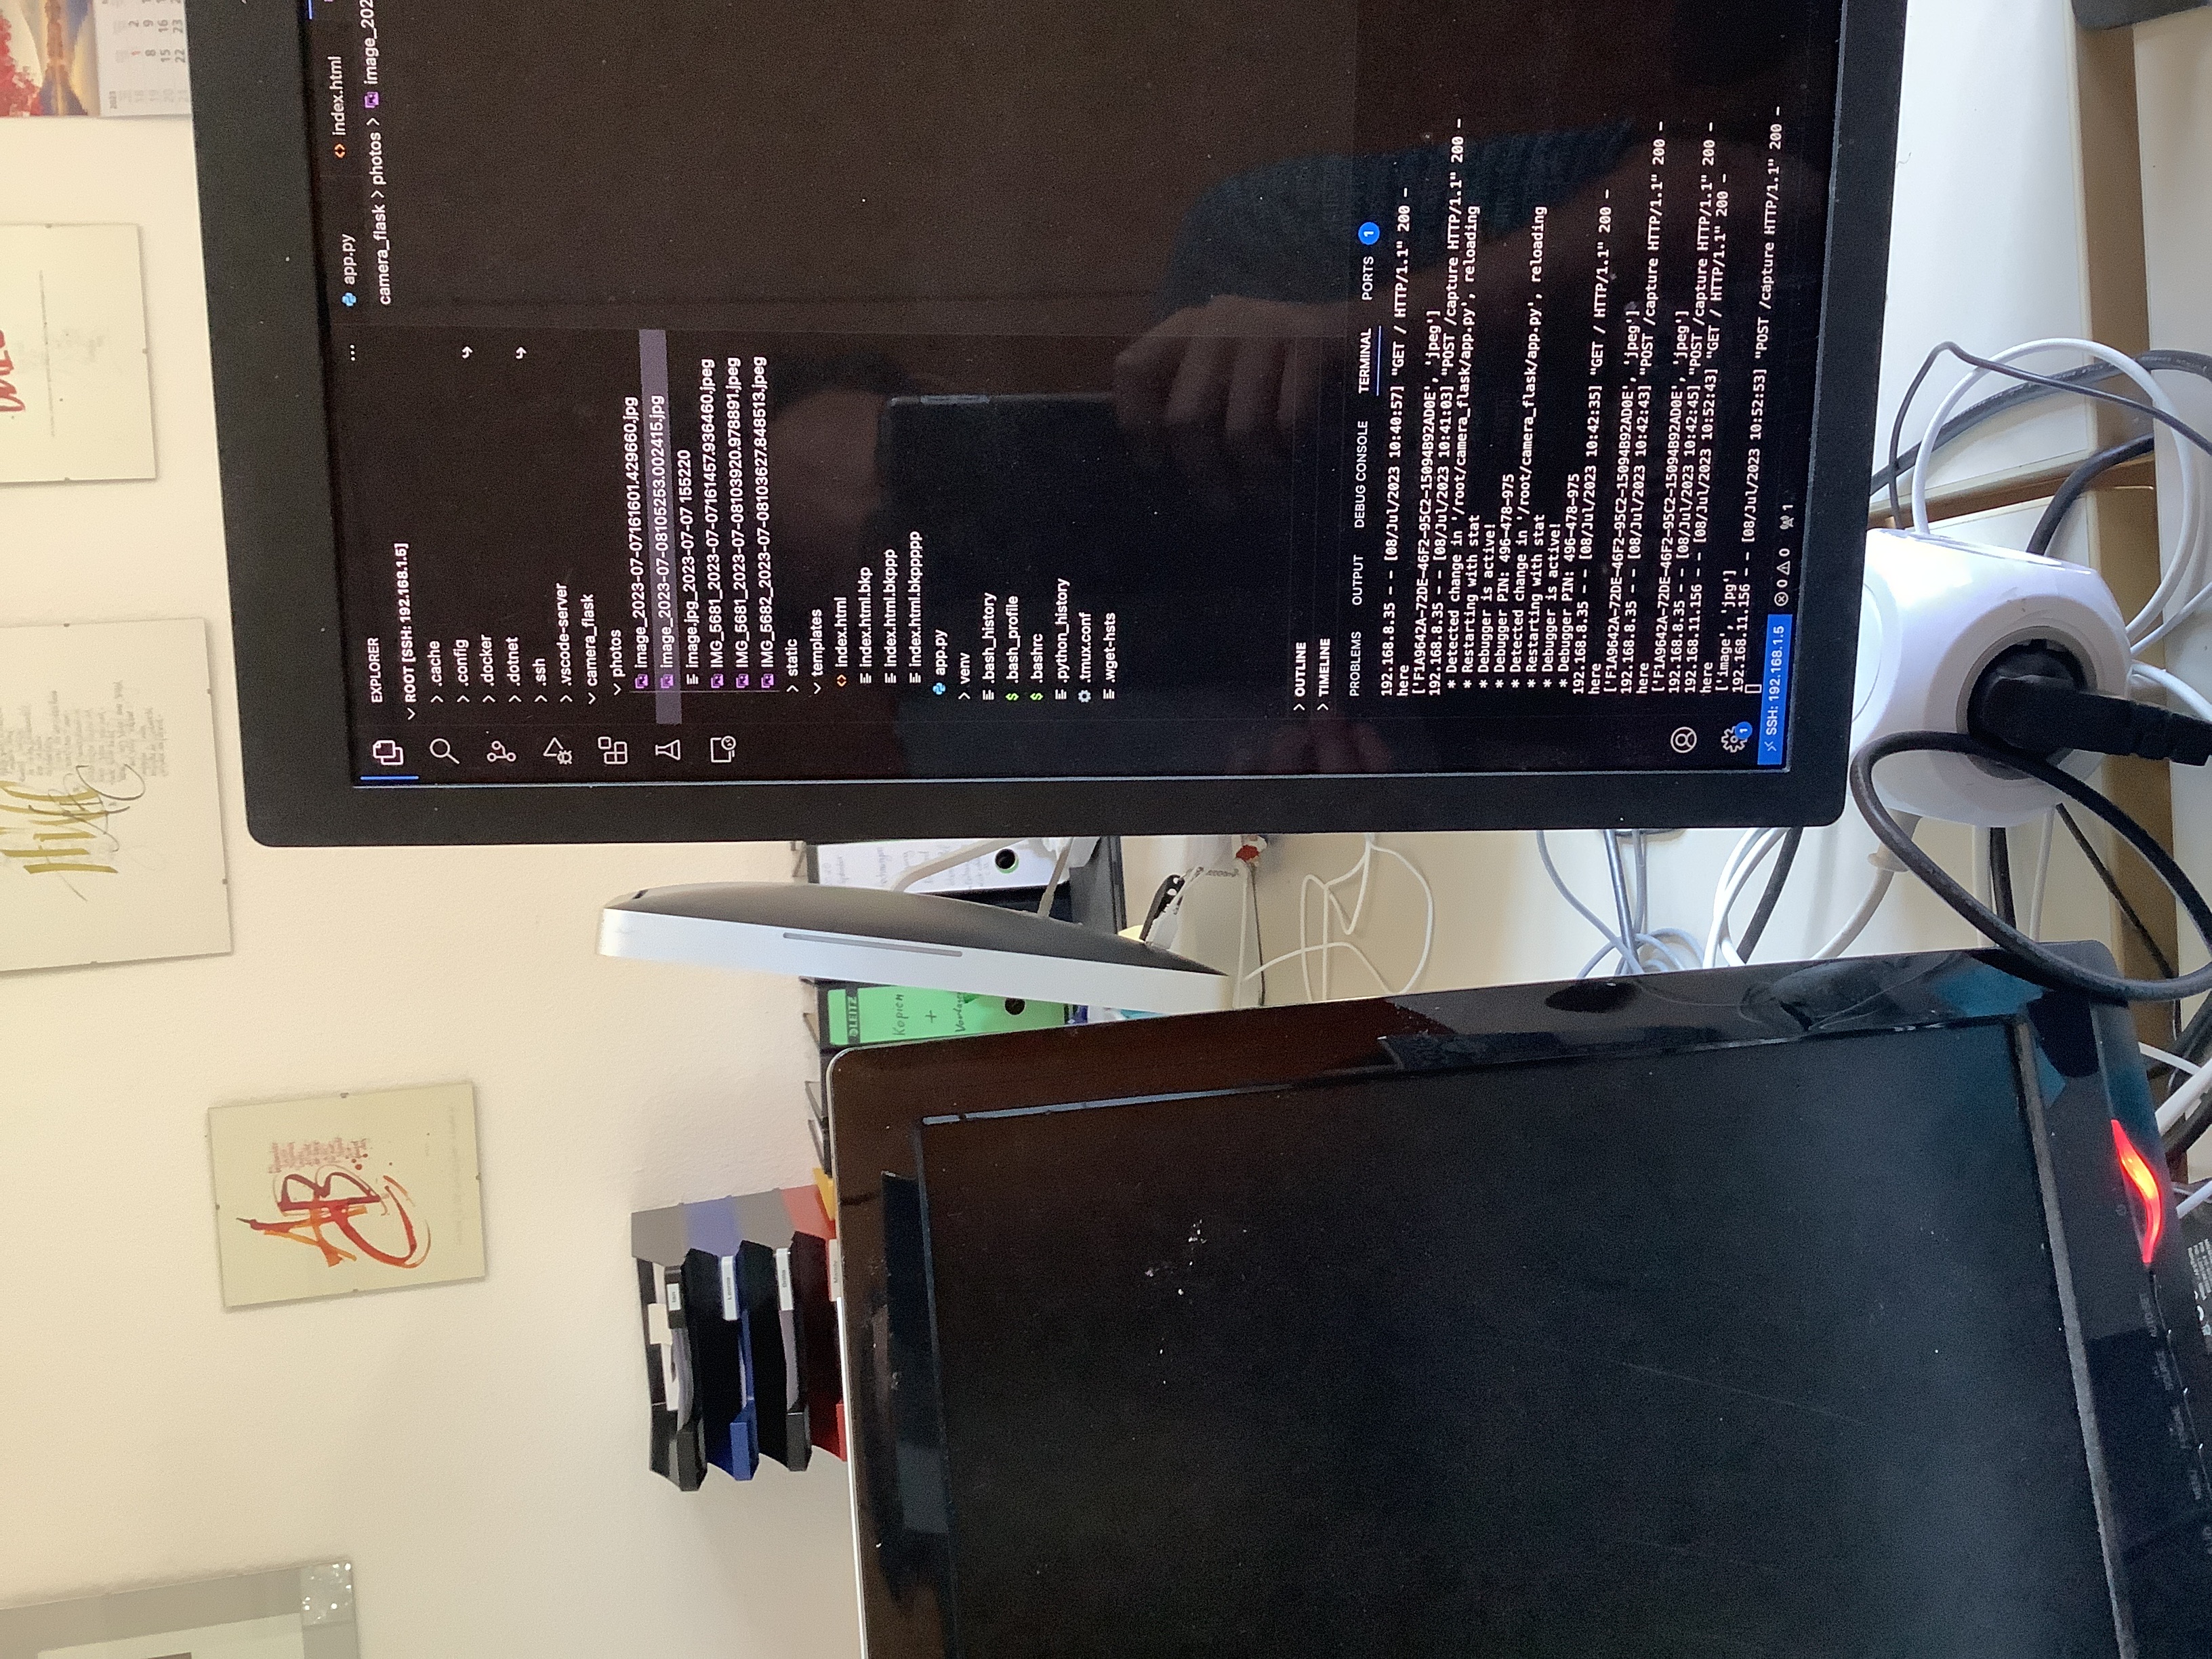 ABC
2023
1 2
8 9
15 16
22 23
LEITZ
Kopien
+
app.py
index.html
camera_flask > photos > image_202
EXPLORER
ROOT [SSH: 192.168.1.5]
.cache
.config
.docker
.dotnet
.ssh
.vscode-server
camera_flask
photos
image_2023-07-07161601.429660.jpg
image_2023-07-08105253.002415.jpg
image.jpg_2023-07-07 155220
IMG_5681_2023-07-07161457.936460.jpeg
IMG_5681_2023-07-08103920.978891.jpeg
IMG_5682_2023-07-08103627.848513.jpeg
static
templates
index.html
index.html.bkp
index.html.bkppp
index.html.bkppppp
app.py
venv
.bash_history
.bash_profile
.bashrc
.python_history
.tmux.conf
.wget-hsts
OUTLINE
TIMELINE
PROBLEMS OUTPUT DEBUG CONSOLE TERMINAL PORTS 1
192.168.8.35 - - [08/Jul/2023 10:40:57] "GET / HTTP/1.1" 200 -
here
['F1A9642A-72DE-46F2-95C2-15094B92AD0E', 'jpeg']
192.168.8.35 - - [08/Jul/2023 10:41:03] "POST /capture HTTP/1.1" 200 -
* Detected change in '/root/camera_flask/app.py', reloading
* Restarting with stat
* Debugger is active!
* Debugger PIN: 496-478-975
* Detected change in '/root/camera_flask/app.py', reloading
* Restarting with stat
* Debugger is active!
* Debugger PIN: 496-478-975
192.168.8.35 - - [08/Jul/2023 10:42:35] "GET / HTTP/1.1" 200 -
here
['F1A9642A-72DE-46F2-95C2-15094B92AD0E', 'jpeg']
192.168.8.35 - - [08/Jul/2023 10:42:43] "POST /capture HTTP/1.1" 200 -
here
['F1A9642A-72DE-46F2-95C2-15094B92AD0E', 'jpeg']
192.168.8.35 - - [08/Jul/2023 10:42:45] "POST /capture HTTP/1.1" 200 -
192.168.11.156 - - [08/Jul/2023 10:52:43] "GET / HTTP/1.1" 200 -
here
['image', 'jpg']
192.168.11.156 - - [08/Jul/2023 10:52:53] "POST /capture HTTP/1.1" 200 -
1
SSH: 192.168.1.5 0 0 1
MENU SOURCE AUTO/SET